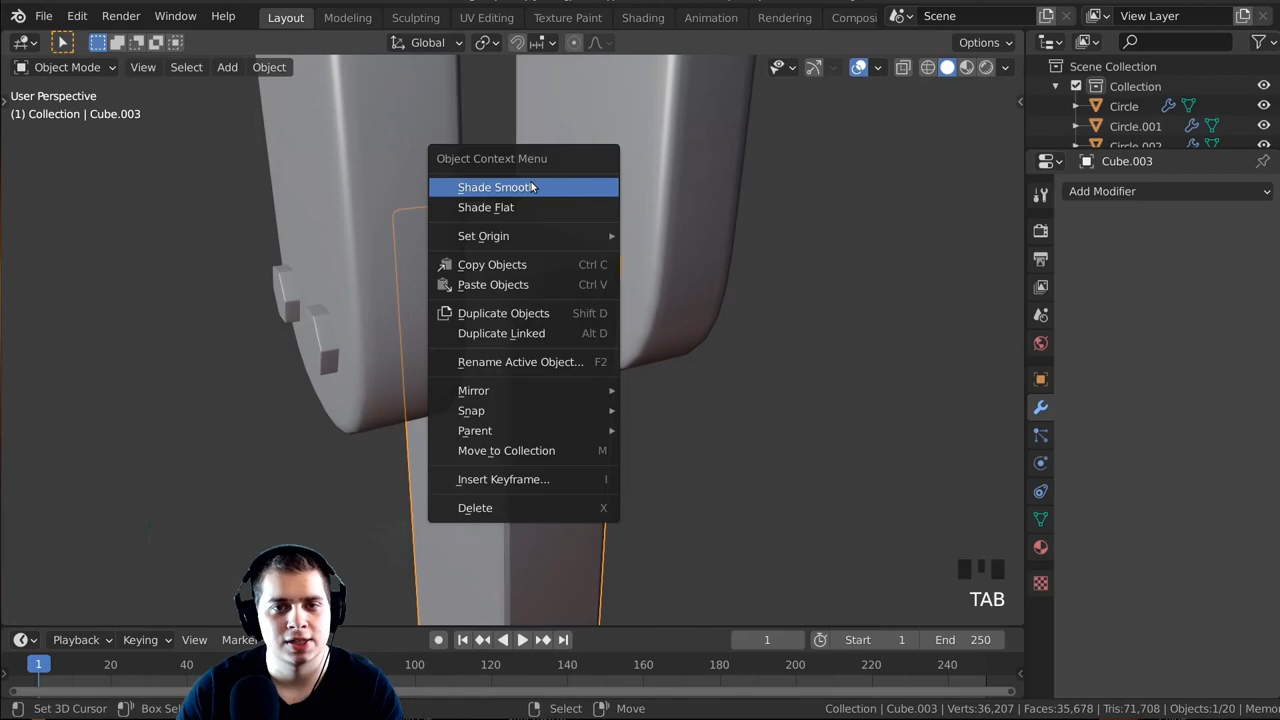 File Edit Render Window Help Layout Modeling Sculpting UV Editing Texture Paint Shading Animation Rendering Composi Scene View Layer
Global Options
Object Mode View Select Add Object
User Perspective
(1) Collection | Cube.003
Scene Collection
Collection
Circle
Circle.001
Circle.002
Cube.003
Add Modifier
Object Context Menu
Shade Smooth
Shade Flat
Set Origin
Copy Objects Ctrl C
Paste Objects Ctrl V
Duplicate Objects Shift D
Duplicate Linked Alt D
Rename Active Object... F2
Mirror
Snap
Parent
Move to Collection M
Insert Keyframe... I
Delete X
TAB
Playback Keying View Marke 1 Start 1 End 250
1 20 40 100 120 140 160 180 200 220 240
Set 3D Cursor Box Sel Select Move Collection | Cube.003 | Verts:36,207 | Faces:35,678 | Tris:71,708 | Objects:1/20 | Memo